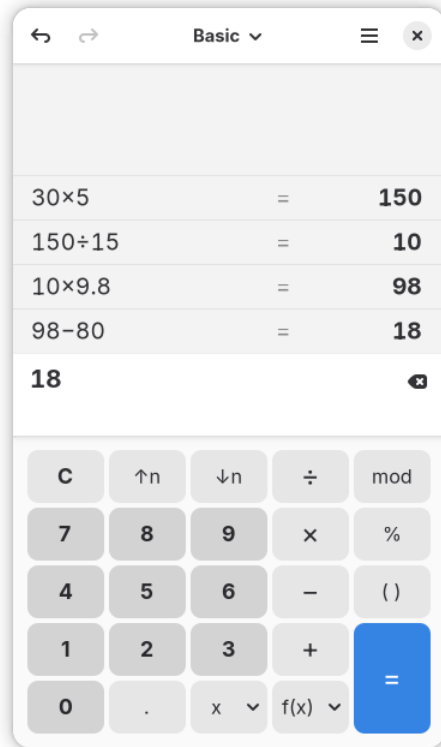 Basic
30×5 = 150
150÷15 = 10
10×9.8 = 98
98−80 = 18
18
C ↑n ↓n ÷ mod
7 8 9 × %
4 5 6 − ( )
1 2 3 +
0 . x f(x) =